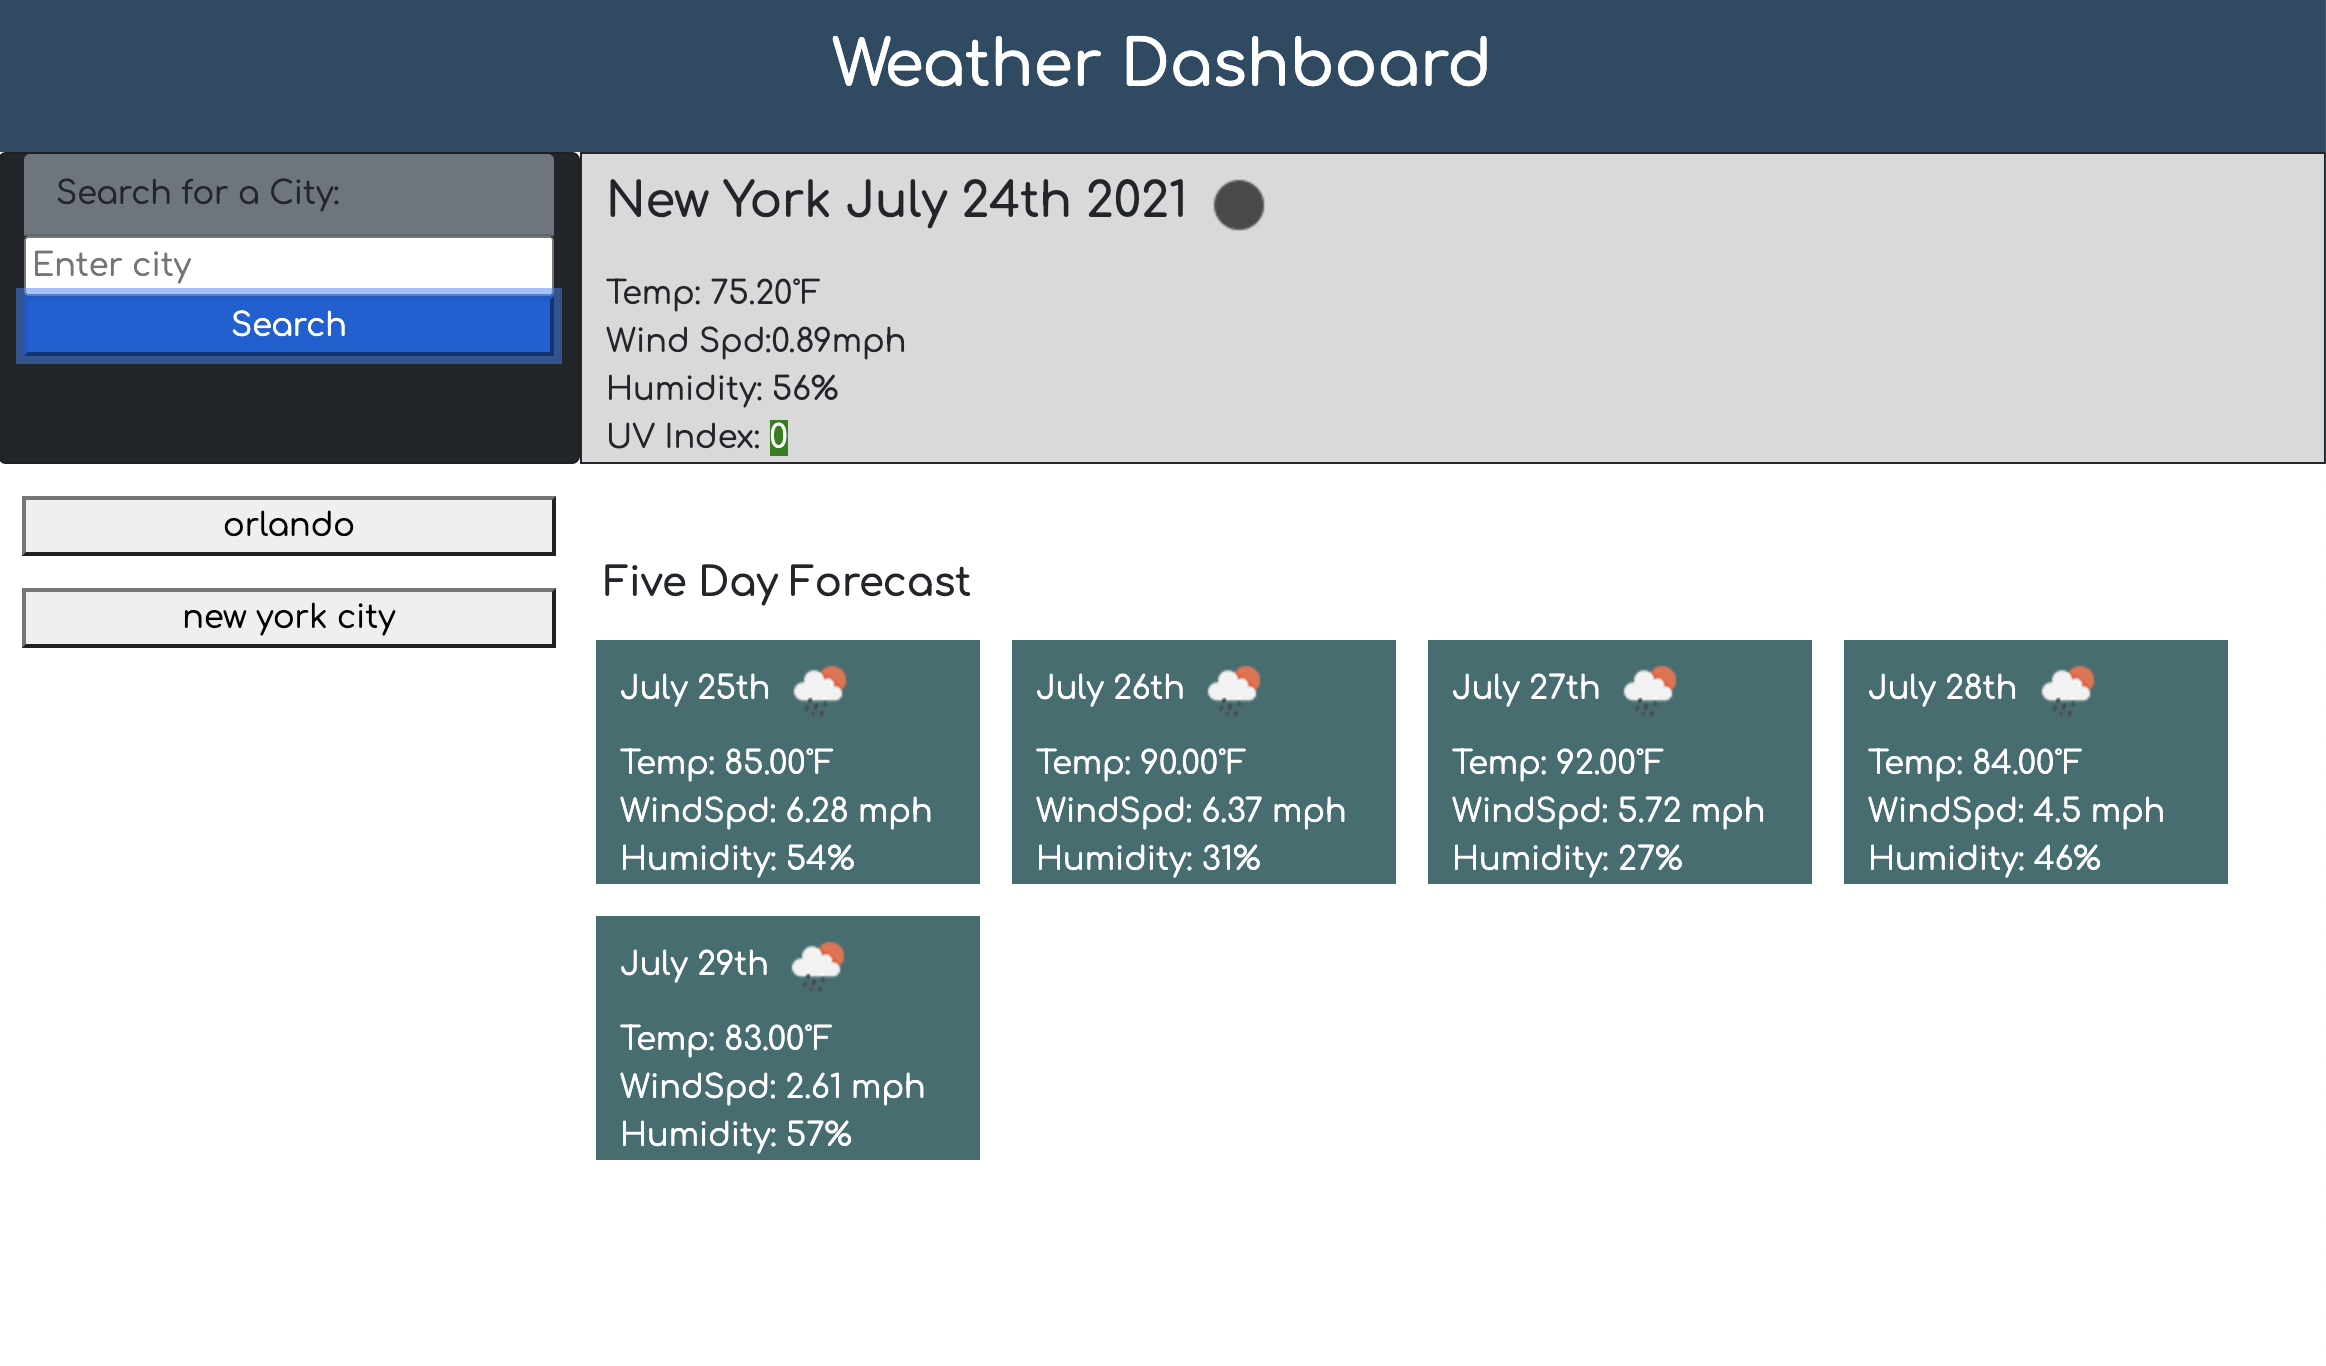 Weather Dashboard
Search for a City:
Enter city
Search
orlando
new york city
New York July 24th 2021
Temp: 75.20°F
Wind Spd:0.89mph
Humidity: 56%
UV Index: 0
Five Day Forecast
July 25th
Temp: 85.00°F
WindSpd: 6.28 mph
Humidity: 54%
July 26th
Temp: 90.00°F
WindSpd: 6.37 mph
Humidity: 31%
July 27th
Temp: 92.00°F
WindSpd: 5.72 mph
Humidity: 27%
July 28th
Temp: 84.00°F
WindSpd: 4.5 mph
Humidity: 46%
July 29th
Temp: 83.00°F
WindSpd: 2.61 mph
Humidity: 57%